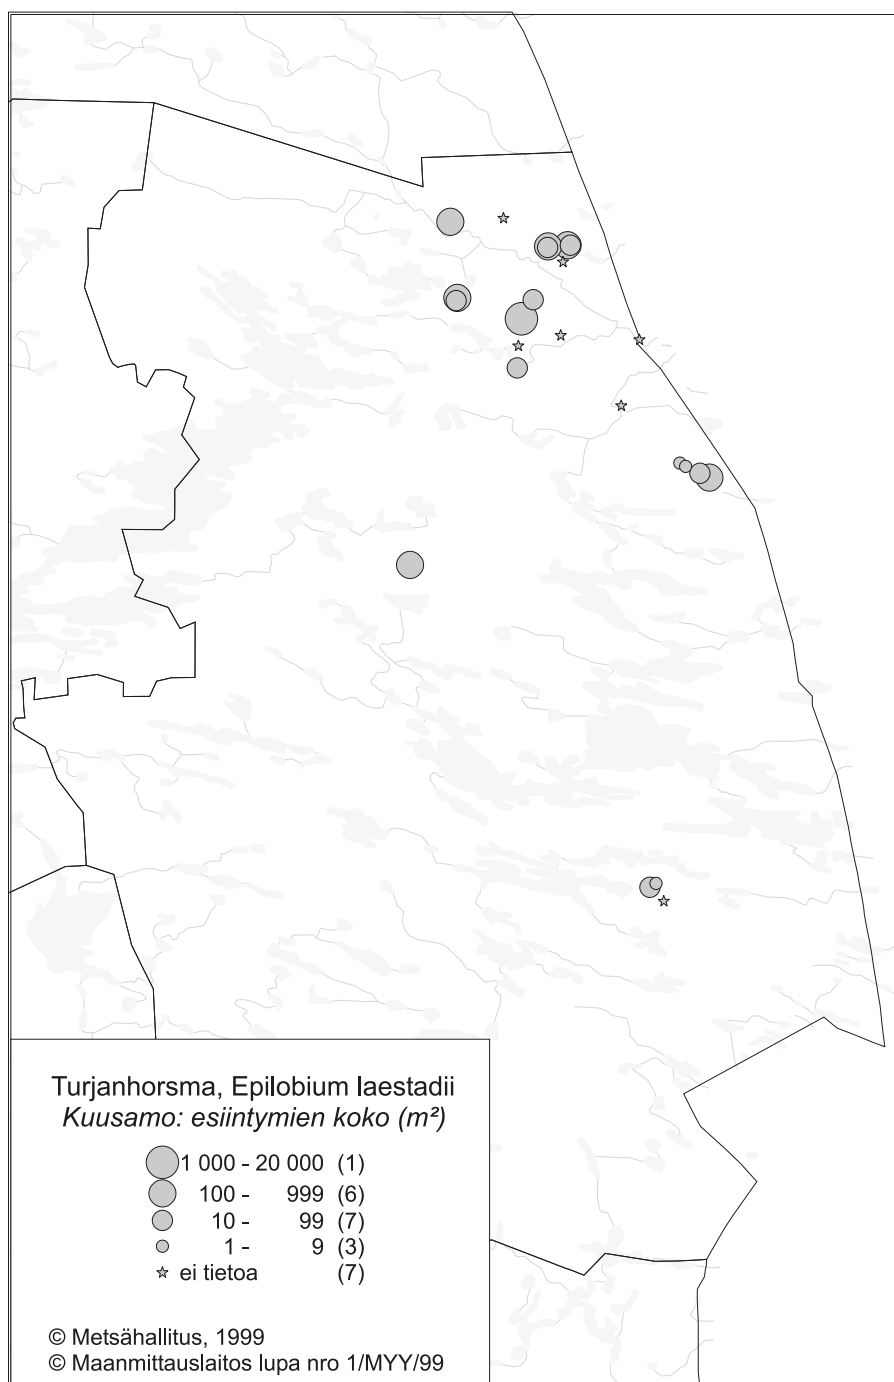 Turjanhorsma, Epilobium laestadii
Kuusamo: esiintymien koko (m²)
1 000 - 20 000 (1)
100 - 999 (6)
10 - 99 (7)
1 - 9 (3)
ei tietoa (7)
© Metsähallitus, 1999
© Maanmittauslaitos lupa nro 1/MYY/99